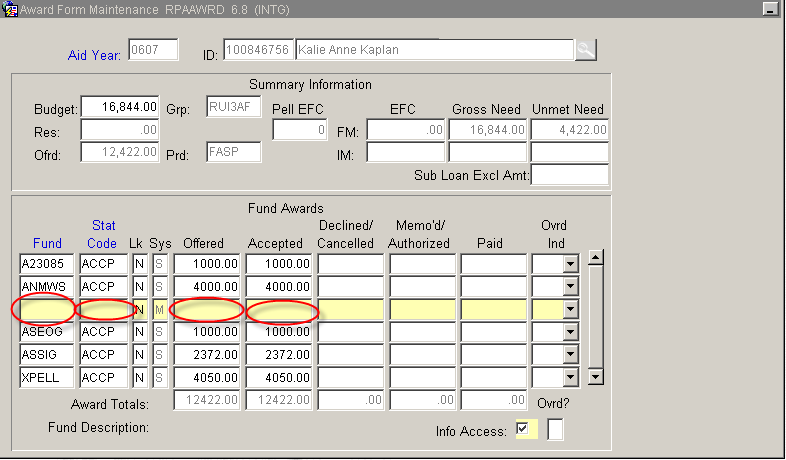 Award Form Maintenance RPAAWRD 6.8 (INTG)
Aid Year: 0607 ID: 100846756 Kalie Anne Kaplan
Summary Information
Budget: 16,844.00 Grp: RUI3AF Pell EFC EFC Gross Need Unmet Need
Res: .00 0 FM: .00 16,844.00 4,422.00
Ofrd: 12,422.00 Prd: FASP IM:
Sub Loan Excl Amt:
Fund Awards
Stat Declined/ Memo'd/ Ovrd
Fund Code Lk Sys Offered Accepted Cancelled Authorized Paid Ind
A23085 ACCP N S 1000.00 1000.00
ANMWS ACCP N S 4000.00 4000.00
N M
ASEOG ACCP N S 1000.00 1000.00
ASSIG ACCP N S 2372.00 2372.00
XPELL ACCP N S 4050.00 4050.00
Award Totals: 12422.00 12422.00 .00 .00 .00 Ovrd?
Fund Description: Info Access: